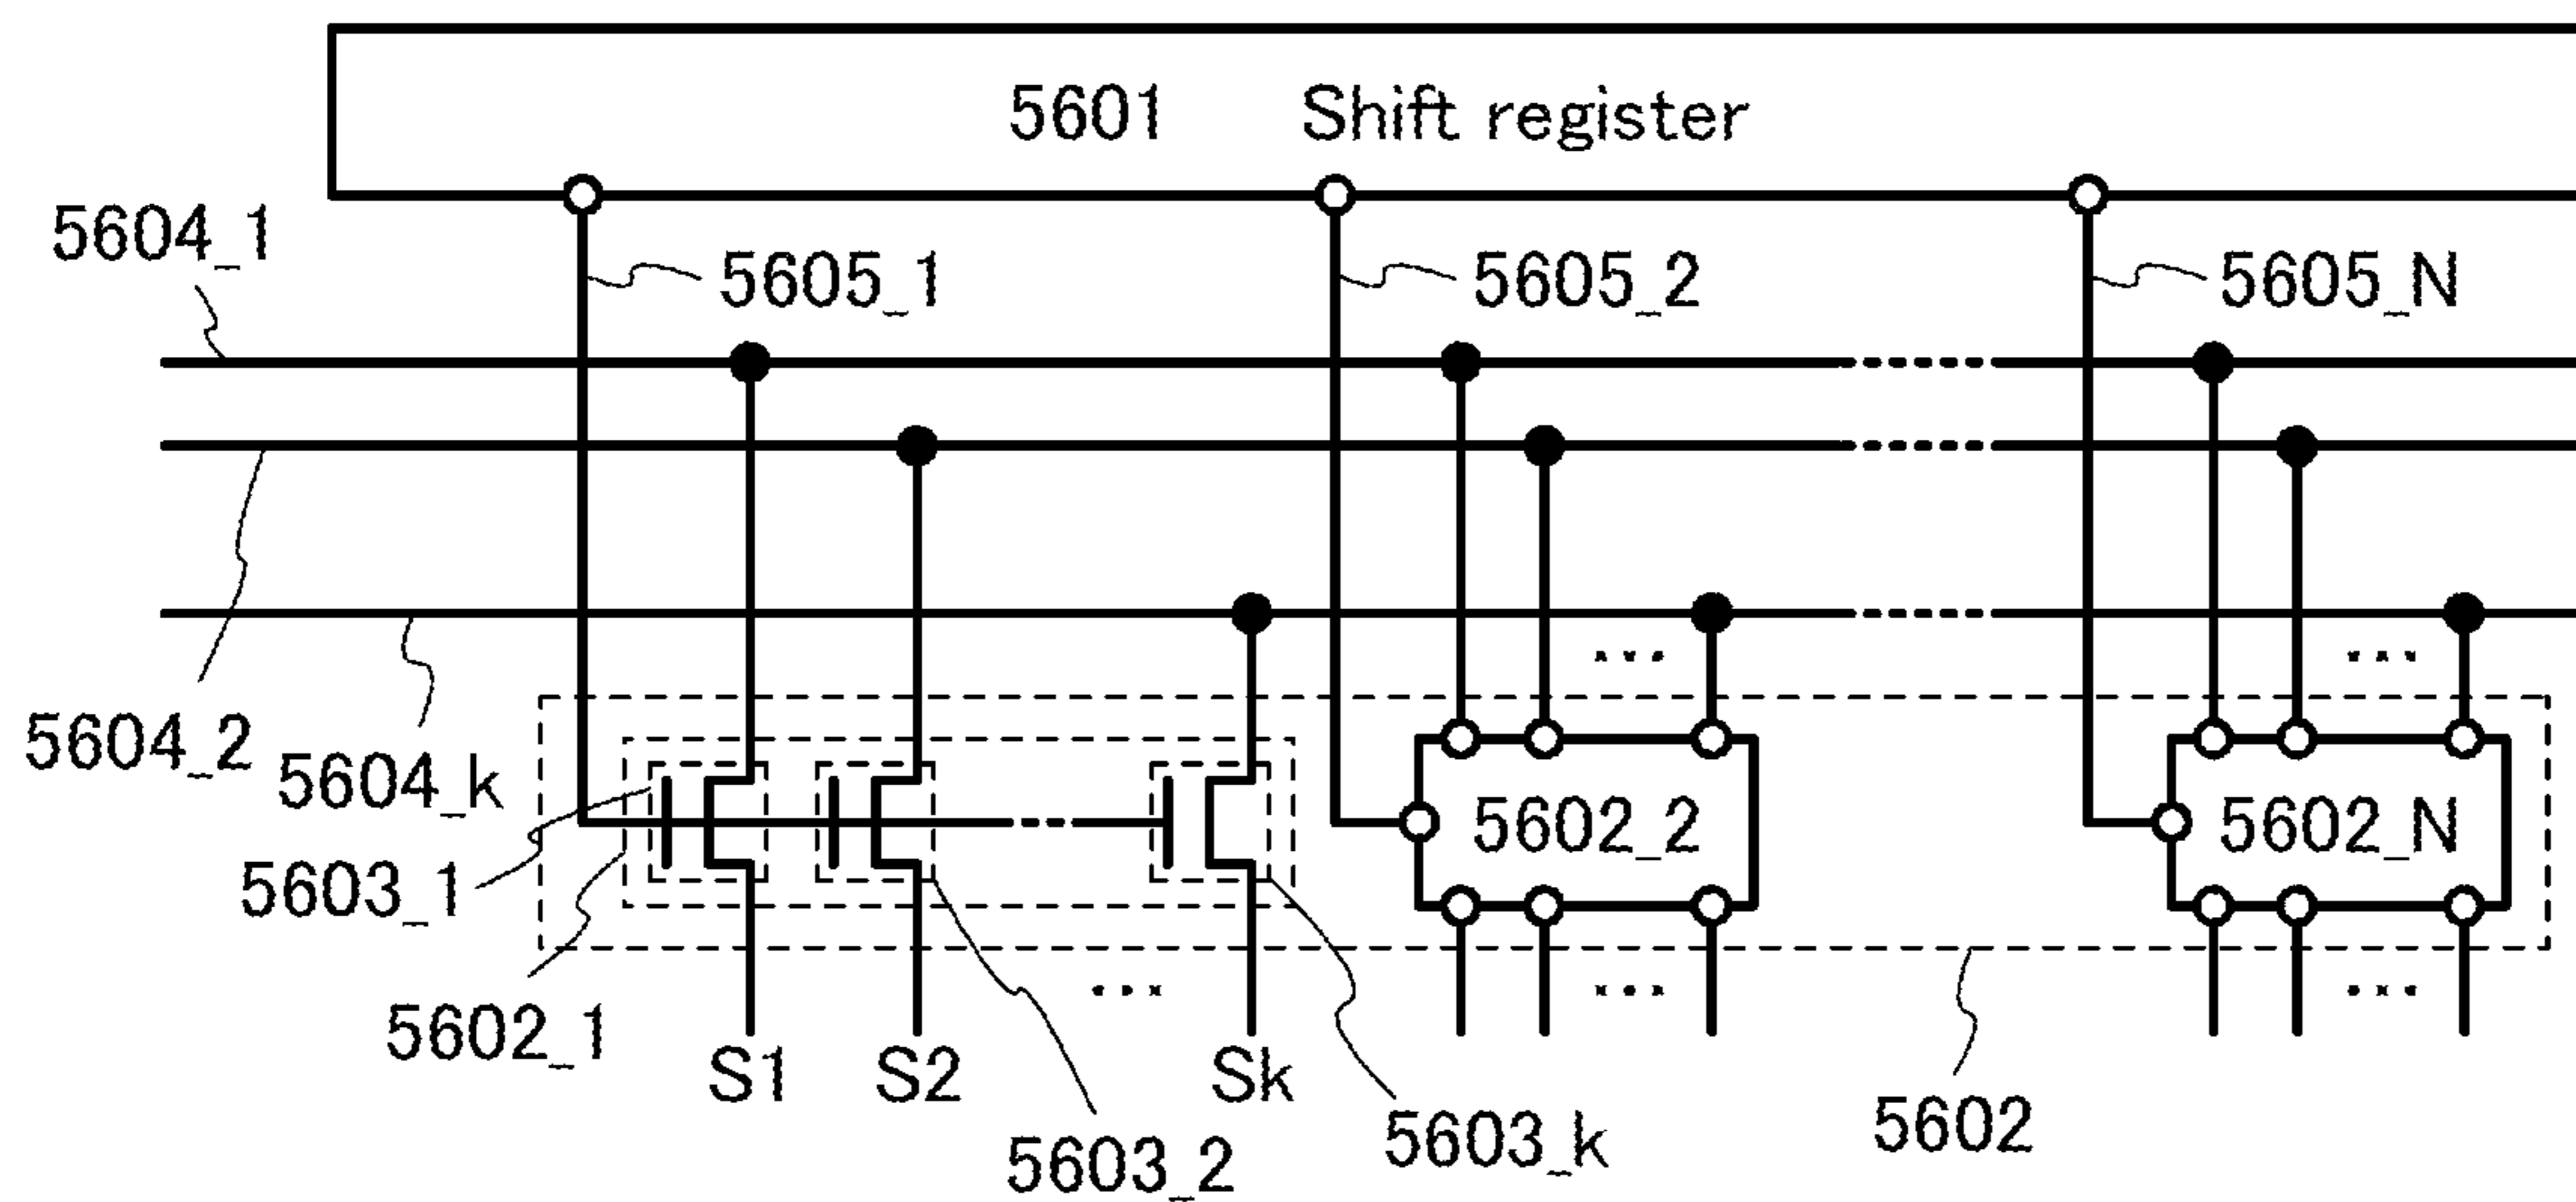 5601 Shift register
5604_1
5605_1 5605_2 5605_N
...
...
5604_2
5604_k
5602_2 5602_N
5603_1
... ... ...
5602_1
S1 S2 Sk
5603_2 5603_k 5602